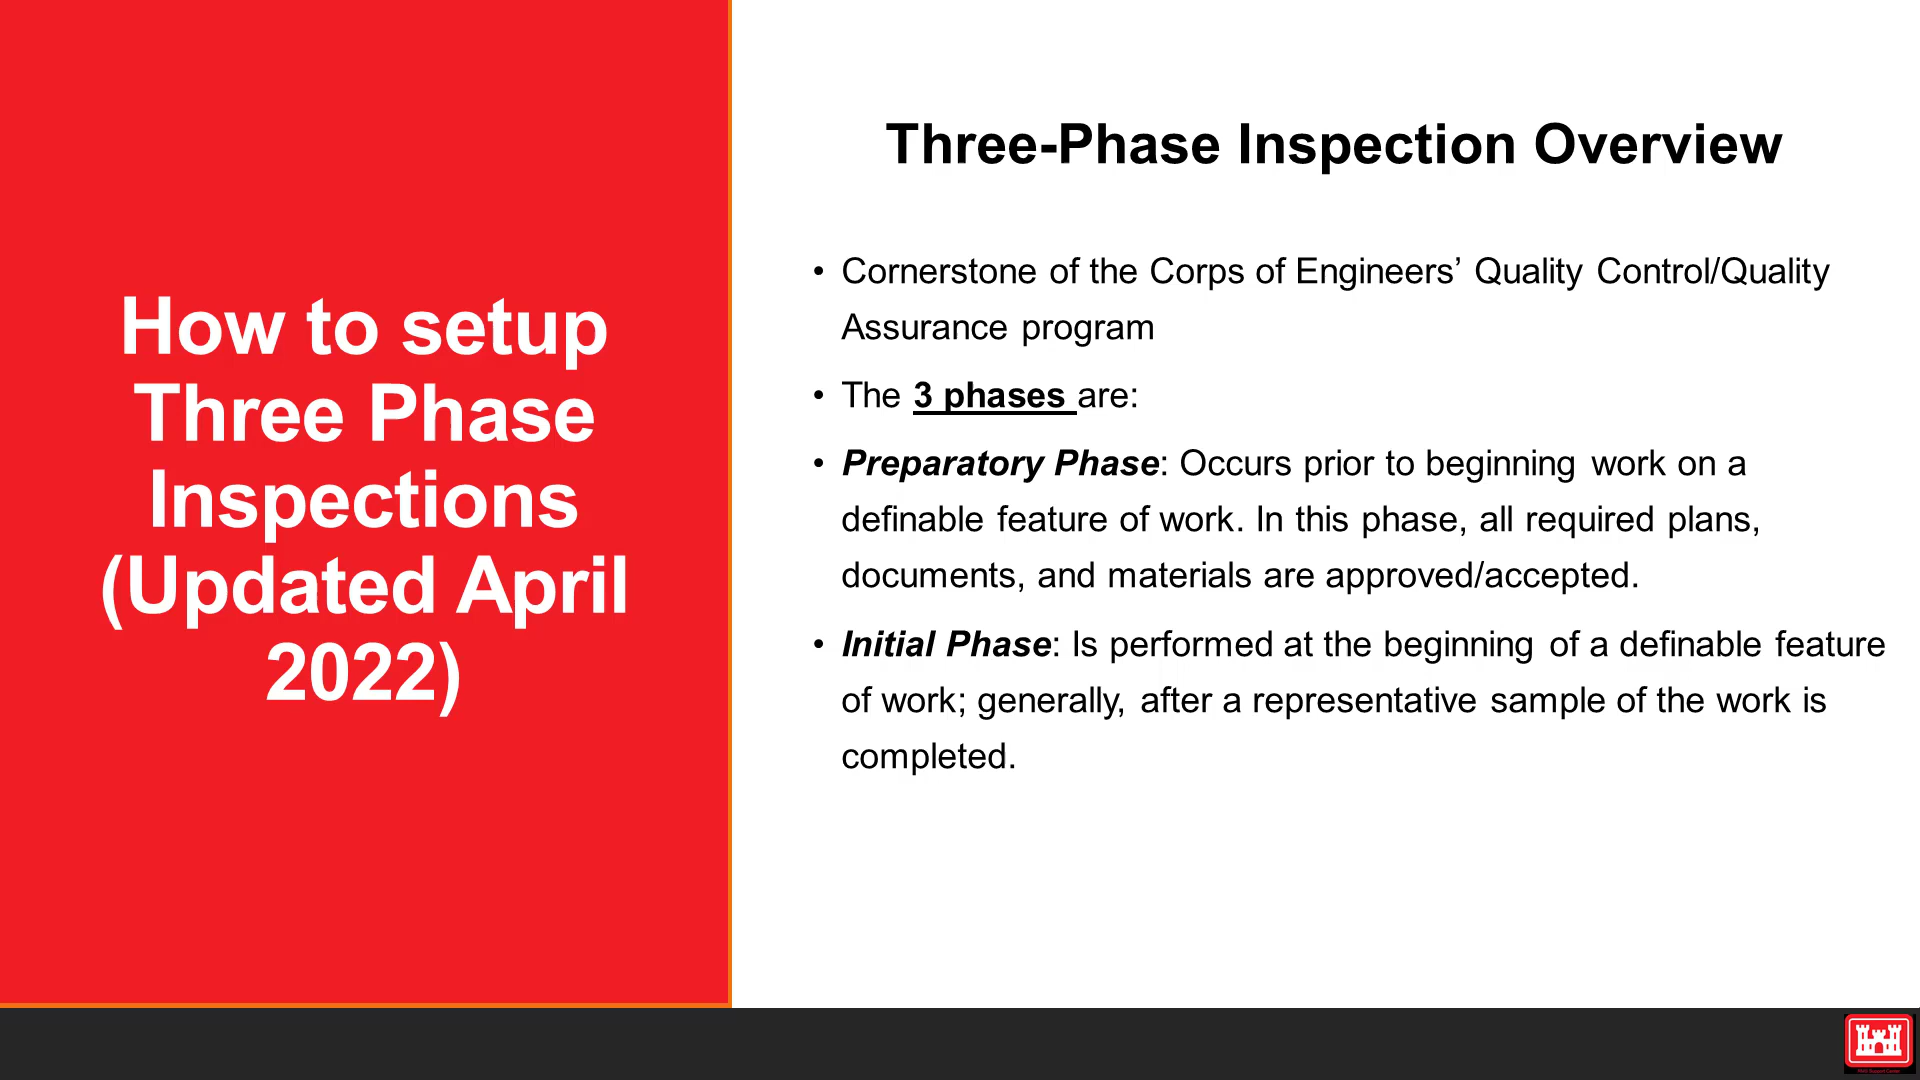 How to setup
Three Phase
Inspections
(Updated April
2022)
Three-Phase Inspection Overview
• Cornerstone of the Corps of Engineers’ Quality Control/Quality
Assurance program
• The 3 phases are:
• Preparatory Phase: Occurs prior to beginning work on a
definable feature of work. In this phase, all required plans,
documents, and materials are approved/accepted.
• Initial Phase: Is performed at the beginning of a definable feature
of work; generally, after a representative sample of the work is
completed.